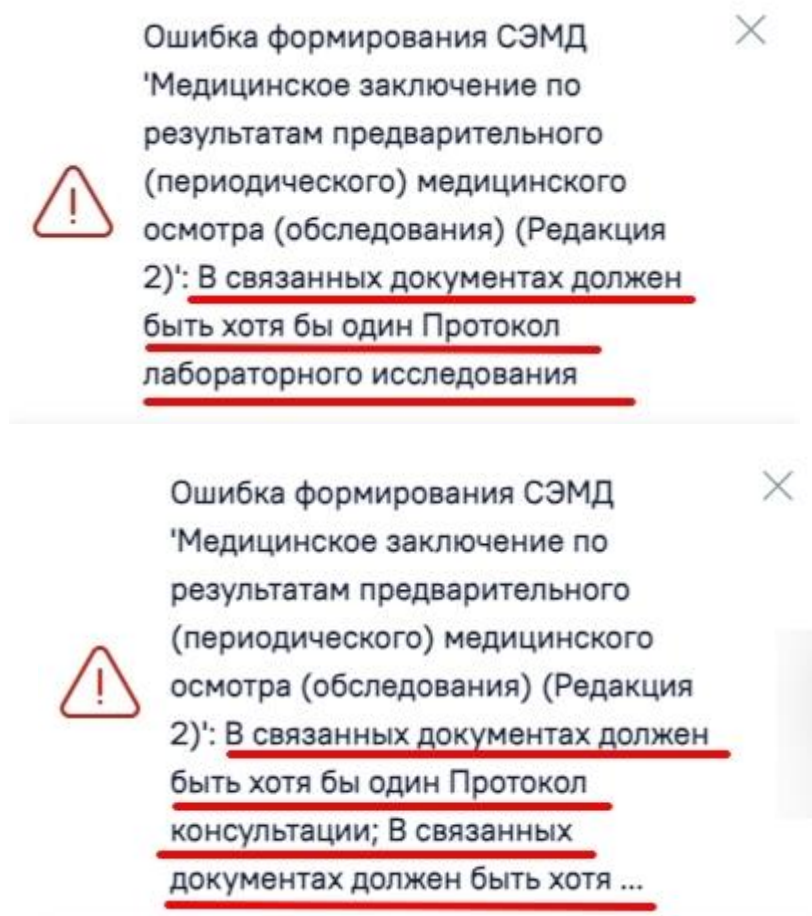 Ошибка формирования СЭМД
'Медицинское заключение по
результатам предварительного
(периодического) медицинского
осмотра (обследования) (Редакция
2)': В связанных документах должен
быть хотя бы один Протокол
лабораторного исследования
Ошибка формирования СЭМД
'Медицинское заключение по
результатам предварительного
(периодического) медицинского
осмотра (обследования) (Редакция
2)': В связанных документах должен
быть хотя бы один Протокол
консультации; В связанных
документах должен быть хотя ...